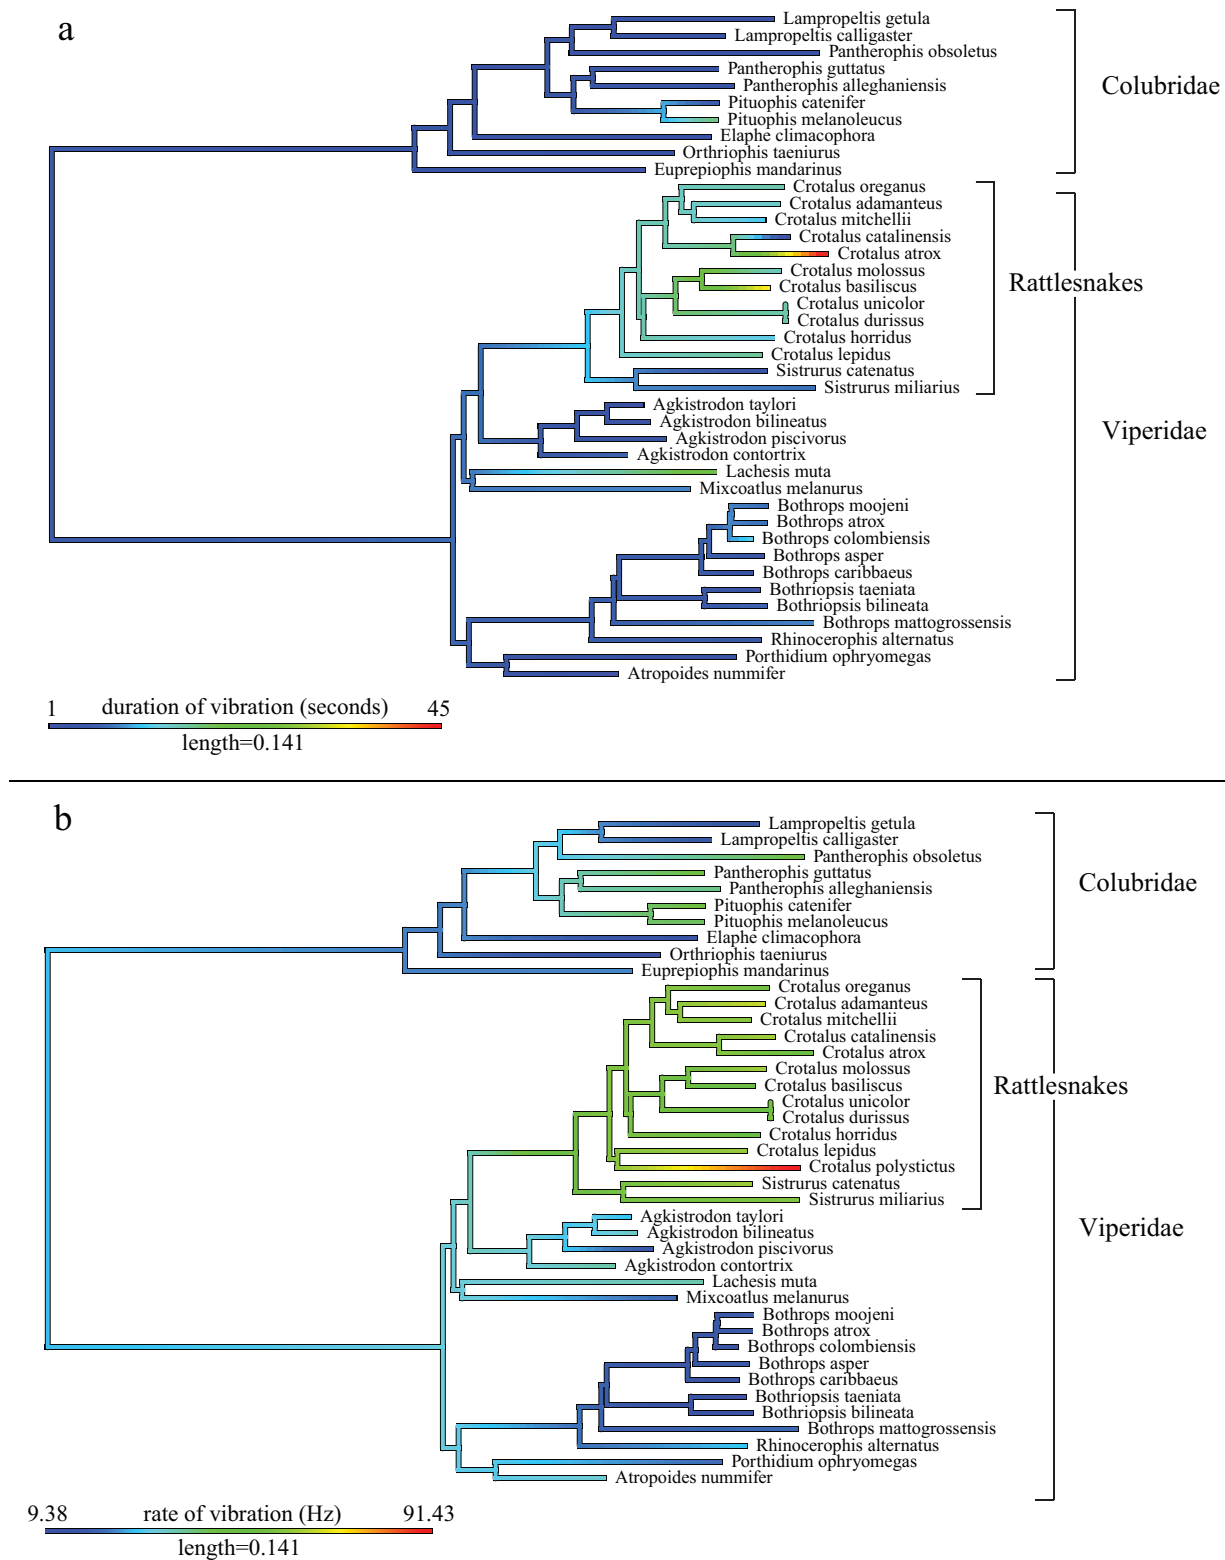 a
Lampropeltis getula
Lampropeltis calligaster
Pantherophis obsoletus
Pantherophis guttatus
Pantherophis alleghaniensis
Pituophis catenifer
Pituophis melanoleucus
Elaphe climacophora
Orthriophis taeniurus
Euprepiophis mandarinus
Colubridae
Crotalus oreganus
Crotalus adamanteus
Crotalus mitchellii
Crotalus catalinensis
Crotalus atrox
Crotalus molossus
Crotalus basiliscus
Crotalus unicolor
Crotalus durissus
Crotalus horridus
Crotalus lepidus
Sistrurus catenatus
Sistrurus miliarius
Rattlesnakes
Agkistrodon taylori
Agkistrodon bilineatus
Agkistrodon piscivorus
Agkistrodon contortrix
Lachesis muta
Mixcoatlus melanurus
Bothrops moojeni
Bothrops atrox
Bothrops colombiensis
Bothrops asper
Bothrops caribbaeus
Bothriopsis taeniata
Bothriopsis bilineata
Bothrops mattogrossensis
Rhinocerophis alternatus
Porthidium ophryomegas
Atropoides nummifer
Viperidae
1 duration of vibration (seconds) 45
length=0.141
b
Lampropeltis getula
Lampropeltis calligaster
Pantherophis obsoletus
Pantherophis guttatus
Pantherophis alleghaniensis
Pituophis catenifer
Pituophis melanoleucus
Elaphe climacophora
Orthriophis taeniurus
Euprepiophis mandarinus
Colubridae
Crotalus oreganus
Crotalus adamanteus
Crotalus mitchellii
Crotalus catalinensis
Crotalus atrox
Crotalus molossus
Crotalus basiliscus
Crotalus unicolor
Crotalus durissus
Crotalus horridus
Crotalus lepidus
Crotalus polystictus
Sistrurus catenatus
Sistrurus miliarius
Rattlesnakes
Agkistrodon taylori
Agkistrodon bilineatus
Agkistrodon piscivorus
Agkistrodon contortrix
Lachesis muta
Mixcoatlus melanurus
Bothrops moojeni
Bothrops atrox
Bothrops colombiensis
Bothrops asper
Bothrops caribbaeus
Bothriopsis taeniata
Bothriopsis bilineata
Bothrops mattogrossensis
Rhinocerophis alternatus
Porthidium ophryomegas
Atropoides nummifer
Viperidae
9.38 rate of vibration (Hz) 91.43
length=0.141